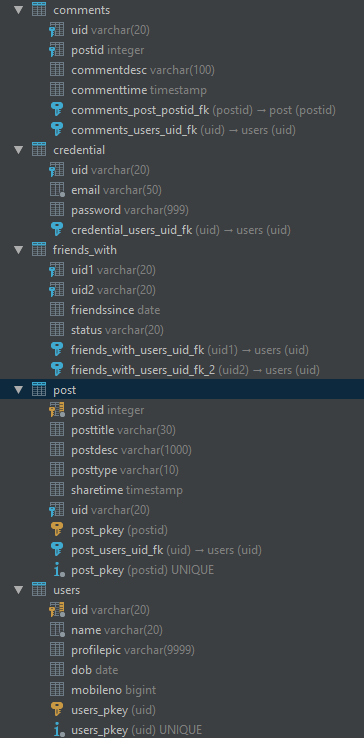 comments
uid varchar(20)
postid integer
commentdesc varchar(100)
commenttime timestamp
comments_post_postid_fk (postid) → post (postid)
comments_users_uid_fk (uid) → users (uid)
credential
uid varchar(20)
email varchar(50)
password varchar(999)
credential_users_uid_fk (uid) → users (uid)
friends_with
uid1 varchar(20)
uid2 varchar(20)
friendssince date
status varchar(20)
friends_with_users_uid_fk (uid1) → users (uid)
friends_with_users_uid_fk_2 (uid2) → users (uid)
post
postid integer
posttitle varchar(30)
postdesc varchar(1000)
posttype varchar(10)
sharetime timestamp
uid varchar(20)
post_pkey (postid)
post_users_uid_fk (uid) → users (uid)
post_pkey (postid) UNIQUE
users
uid varchar(20)
name varchar(20)
profilepic varchar(9999)
dob date
mobileno bigint
users_pkey (uid)
users_pkey (uid) UNIQUE